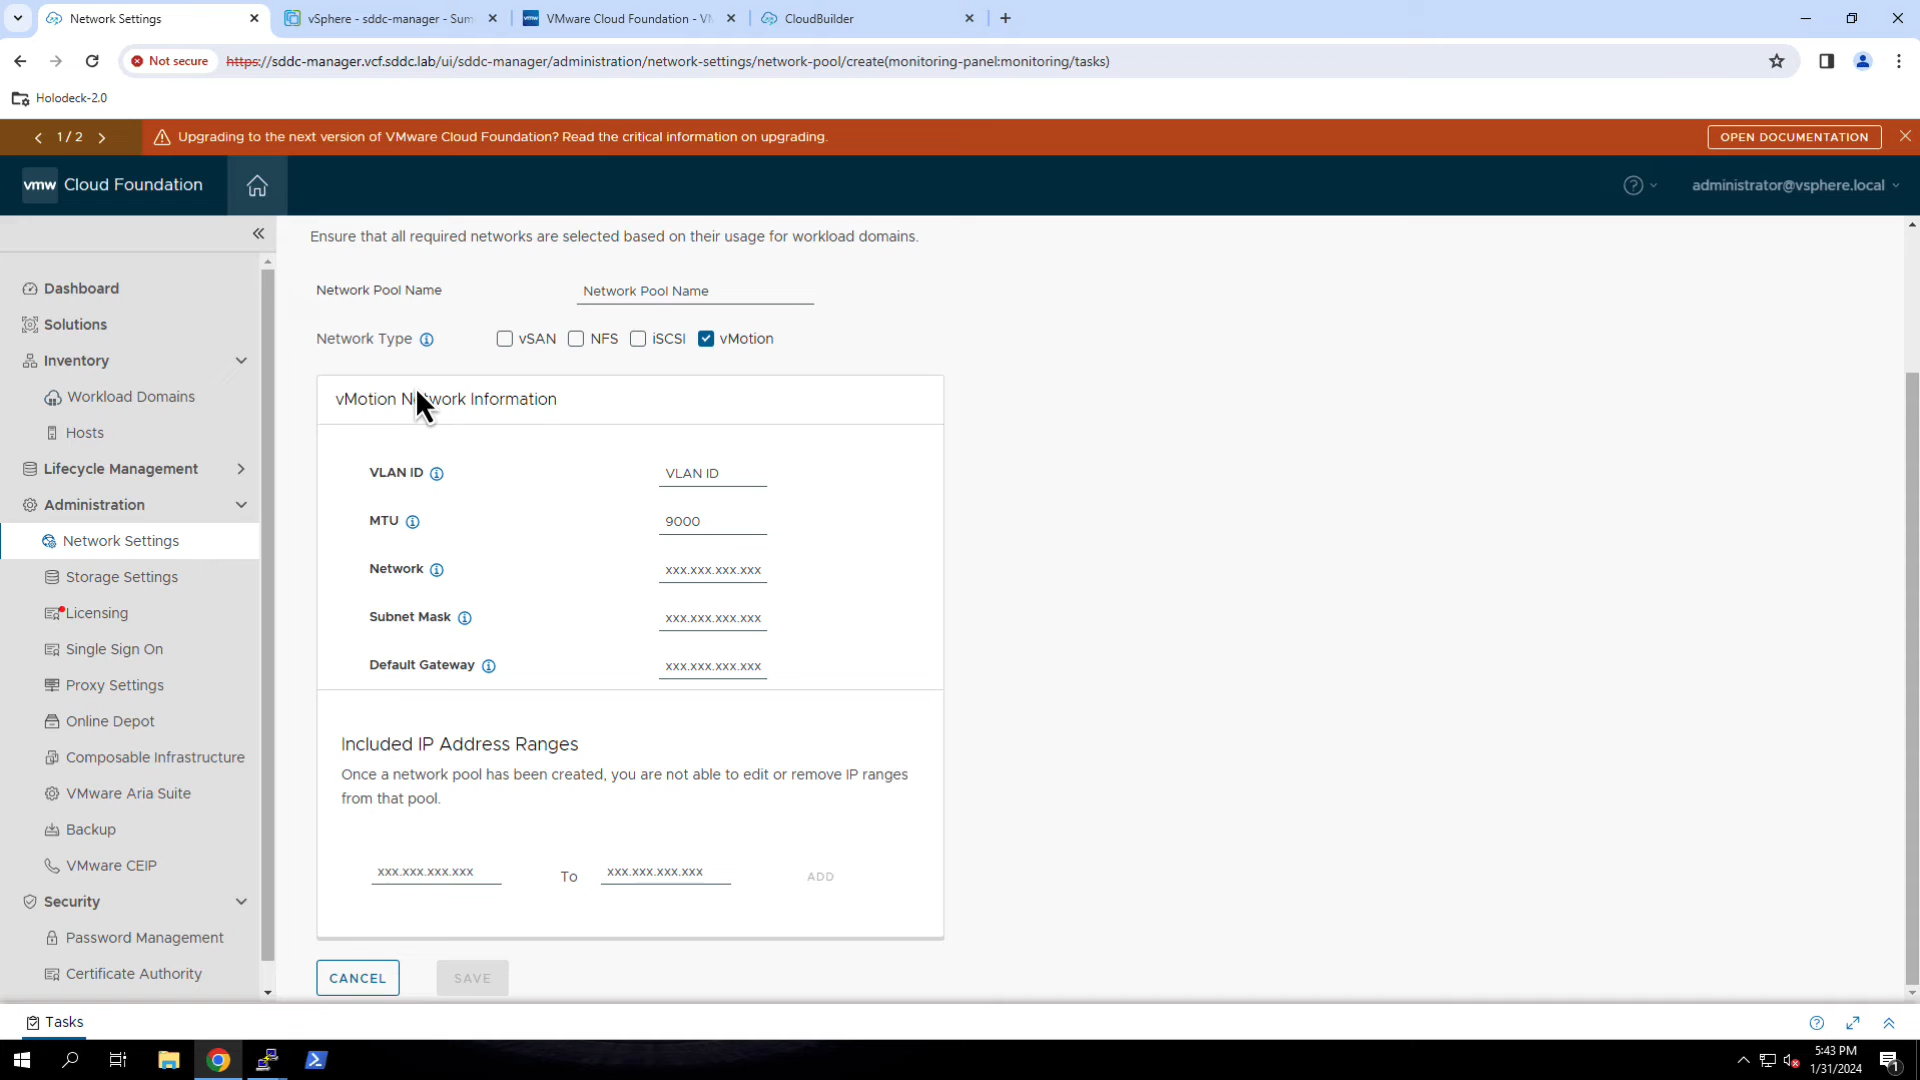 Network Settings
vSphere - sddc-manager - Sum
vmw VMware Cloud Foundation - V
CloudBuilder
Not secure https://sddc-manager.vcf.sddc.lab/ui/sddc-manager/administration/network-settings/network-pool/create(monitoring-panel:monitoring/tasks)
Holodeck-2.0
1 / 2 Upgrading to the next version of VMware Cloud Foundation? Read the critical information on upgrading. OPEN DOCUMENTATION
vmw Cloud Foundation
administrator@vsphere.local
Dashboard
Solutions
Inventory
Workload Domains
Hosts
Lifecycle Management
Administration
Network Settings
Storage Settings
Licensing
Single Sign On
Proxy Settings
Online Depot
Composable Infrastructure
VMware Aria Suite
Backup
VMware CEIP
Security
Password Management
Certificate Authority
Ensure that all required networks are selected based on their usage for workload domains.
Network Pool Name Network Pool Name
Network Type vSAN NFS iSCSI vMotion
vMotion Network Information
VLAN ID VLAN ID
MTU 9000
Network xxx.xxx.xxx.xxx
Subnet Mask xxx.xxx.xxx.xxx
Default Gateway xxx.xxx.xxx.xxx
Included IP Address Ranges
Once a network pool has been created, you are not able to edit or remove IP ranges
from that pool.
xxx.xxx.xxx.xxx To xxx.xxx.xxx.xxx ADD
CANCEL SAVE
Tasks
5:43 PM
1/31/2024
1